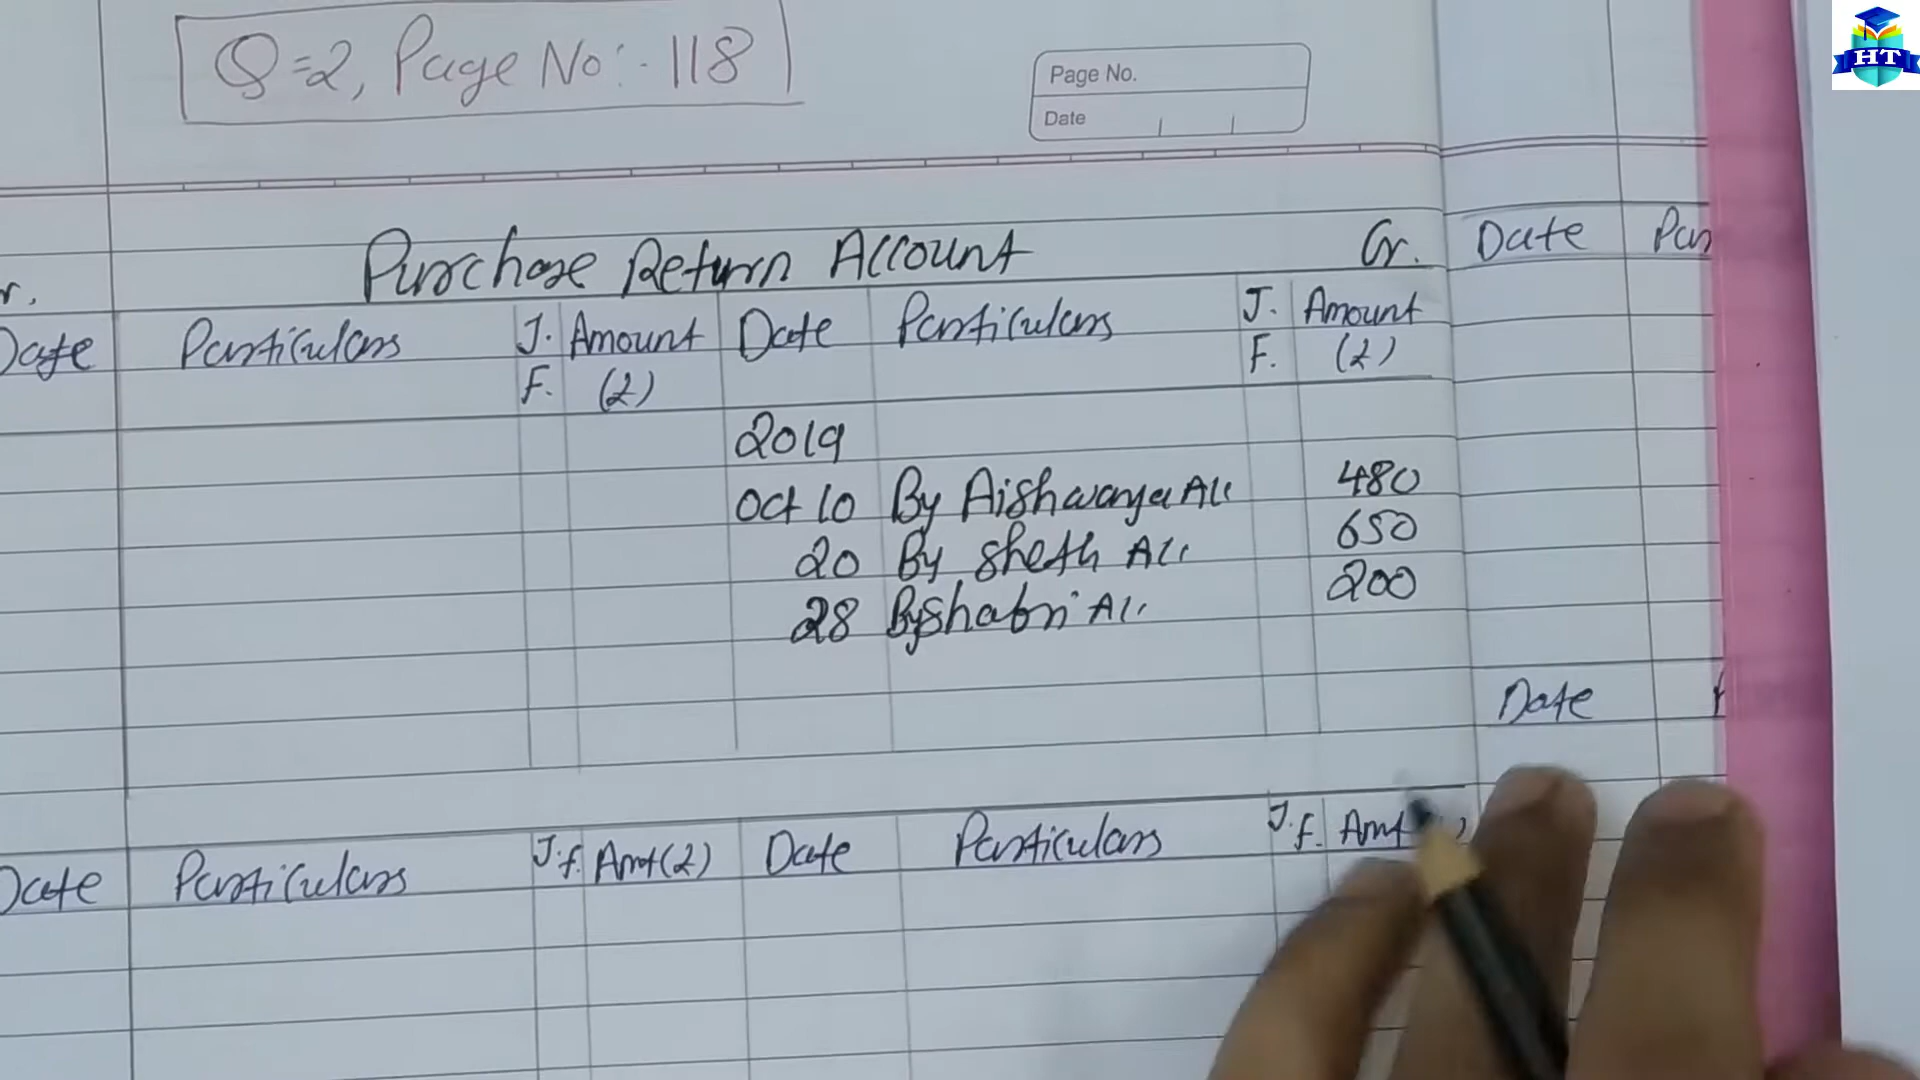 HT
Q=2, Page No:- 118
Page No.
Date
Purchase Return Account Cr. Date
Date Particulars J. F. Amount (₹) Date Particulars J. F. Amount (₹)
2019
Oct 10 By Aishwarya A/c 480
20 By Sheth A/c 650
28 By Shabri A/c 200
Date
Date Particulars J.f. Amt(₹) Date Particulars J.f. Amt